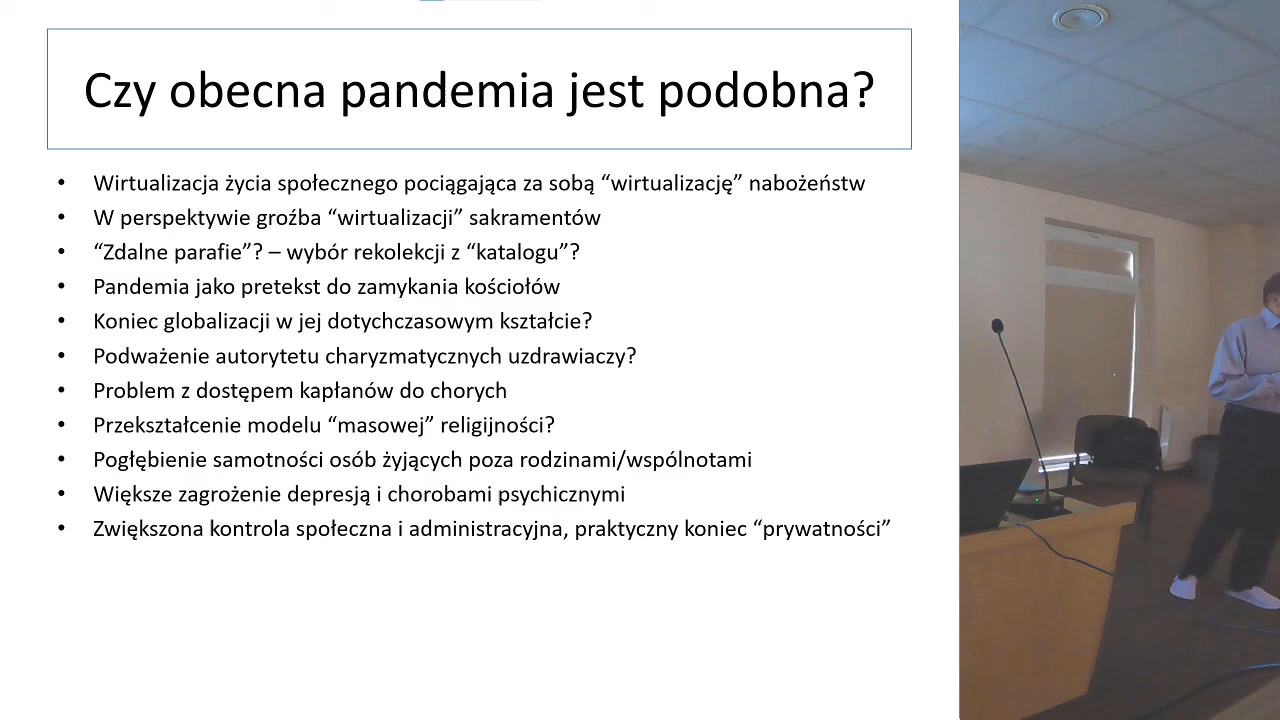 Czy obecna pandemia jest podobna?
• Wirtualizacja życia społecznego pociągająca za sobą “wirtualizację” nabożeństw
• W perspektywie groźba “wirtualizacji” sakramentów
• “Zdalne parafie”? – wybór rekolekcji z “katalogu”?
• Pandemia jako pretekst do zamykania kościołów
• Koniec globalizacji w jej dotychczasowym kształcie?
• Podważenie autorytetu charyzmatycznych uzdrawiaczy?
• Problem z dostępem kapłanów do chorych
• Przekształcenie modelu “masowej” religijności?
• Pogłębienie samotności osób żyjących poza rodzinami/wspólnotami
• Większe zagrożenie depresją i chorobami psychicznymi
• Zwiększona kontrola społeczna i administracyjna, praktyczny koniec “prywatności”